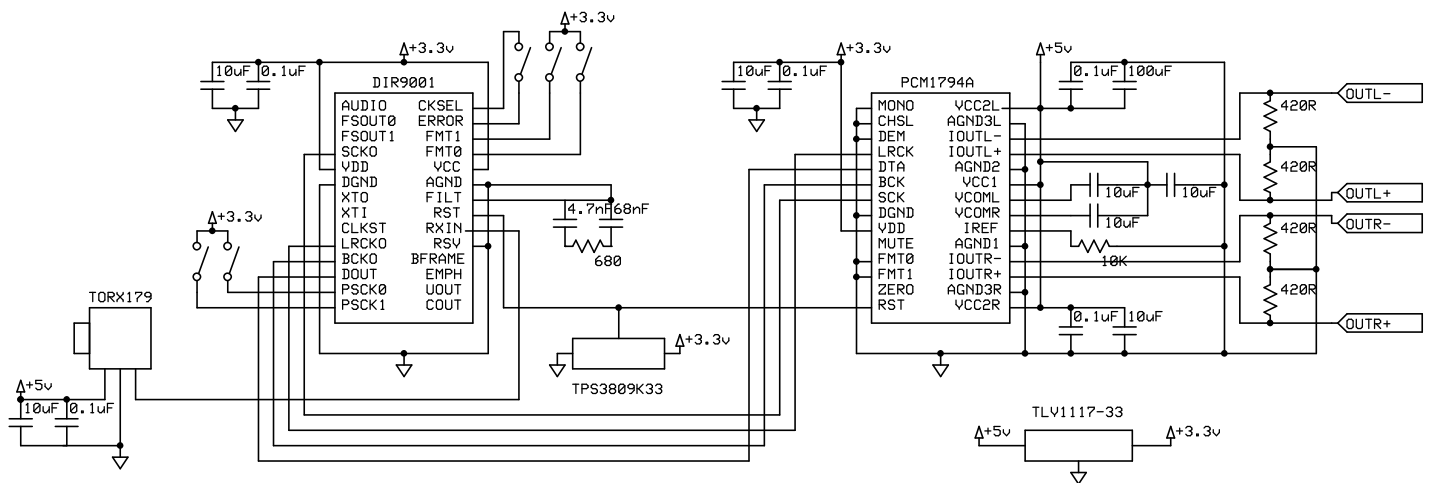 +3.3v
+3.3v
10uF 0.1uF
DIR9001
AUDIO CKSEL
FSOUT0 ERROR
FSOUT1 FMT1
SCKO FMT0
VDD VCC
DGND AGND
XTO FILT
XTI RST
CLKST RXIN
LRCKO RSV
BCKO BFRAME
DOUT EMPH
PSCK0 UOUT
PSCK1 COUT
4.7nF 68nF
680
+3.3v
TORX179
+5v
10uF 0.1uF
+3.3v
TPS3809K33
+3.3v
10uF 0.1uF
+5v
0.1uF 100uF
PCM1794A
MONO VCC2L
CHSL AGND3L
DEM IOUTL-
LRCK IOUTL+
DTA AGND2
BCK VCC1
SCK VCOML
DGND VCOMR
VDD IREF
MUTE AGND1
FMT0 IOUTR-
FMT1 IOUTR+
ZERO AGND3R
RST VCC2R
10uF 10uF
10uF
10K
0.1uF 10uF
420R
420R
420R
420R
OUTL-
OUTL+
OUTR-
OUTR+
TLV1117-33
+5v
+3.3v